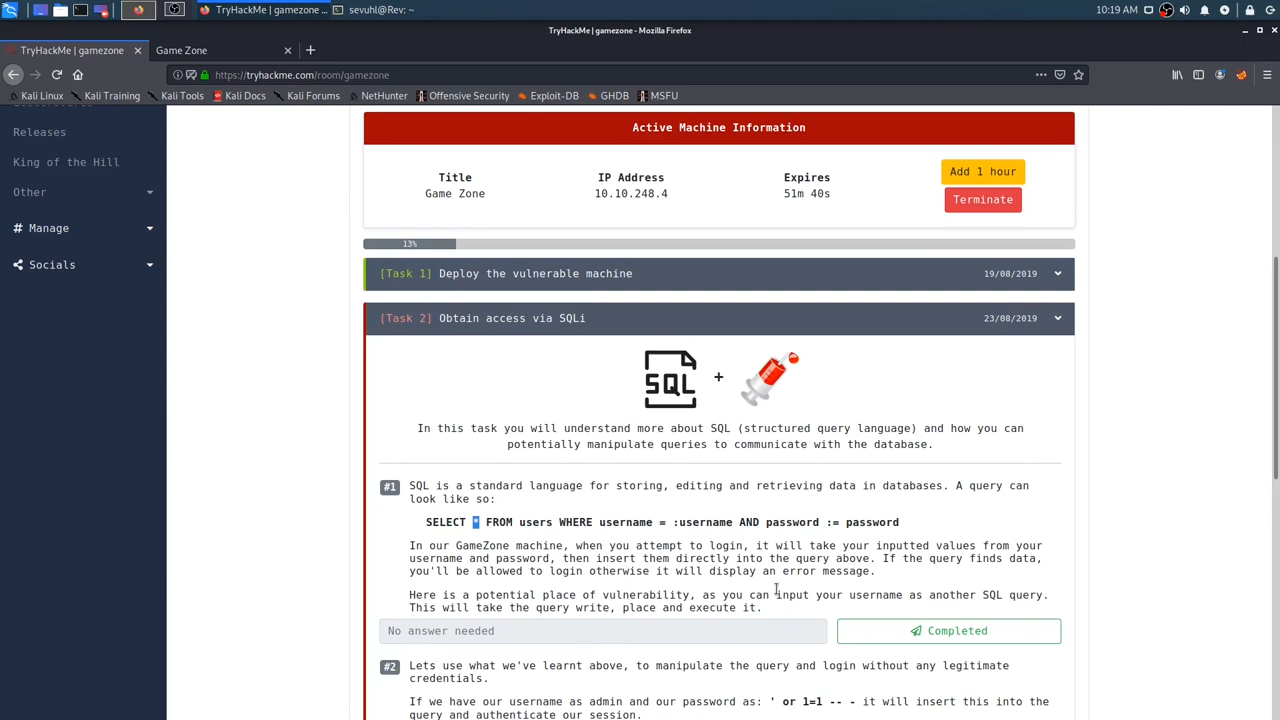 TryHackMe | gamezone ...
sevuhl@Rev: ~
10:19 AM
TryHackMe | gamezone - Mozilla Firefox
TryHackMe | gamezone
Game Zone
https://tryhackme.com/room/gamezone
Kali Linux
Kali Training
Kali Tools
Kali Docs
Kali Forums
NetHunter
Offensive Security
Exploit-DB
GHDB
MSFU
Releases
King of the Hill
Other
Manage
Socials
Active Machine Information
Title
IP Address
Expires
Add 1 hour
Game Zone
10.10.248.4
51m 40s
Terminate
13%
[Task 1] Deploy the vulnerable machine
19/08/2019
[Task 2] Obtain access via SQLi
23/08/2019
SQL
+
In this task you will understand more about SQL (structured query language) and how you can
potentially manipulate queries to communicate with the database.
#1
SQL is a standard language for storing, editing and retrieving data in databases. A query can
look like so:
SELECT * FROM users WHERE username = :username AND password := password
In our GameZone machine, when you attempt to login, it will take your inputted values from your
username and password, then insert them directly into the query above. If the query finds data,
you'll be allowed to login otherwise it will display an error message.
Here is a potential place of vulnerability, as you can input your username as another SQL query.
This will take the query write, place and execute it.
No answer needed
Completed
#2
Lets use what we've learnt above, to manipulate the query and login without any legitimate
credentials.
If we have our username as admin and our password as: ' or 1=1 -- - it will insert this into the
query and authenticate our session.